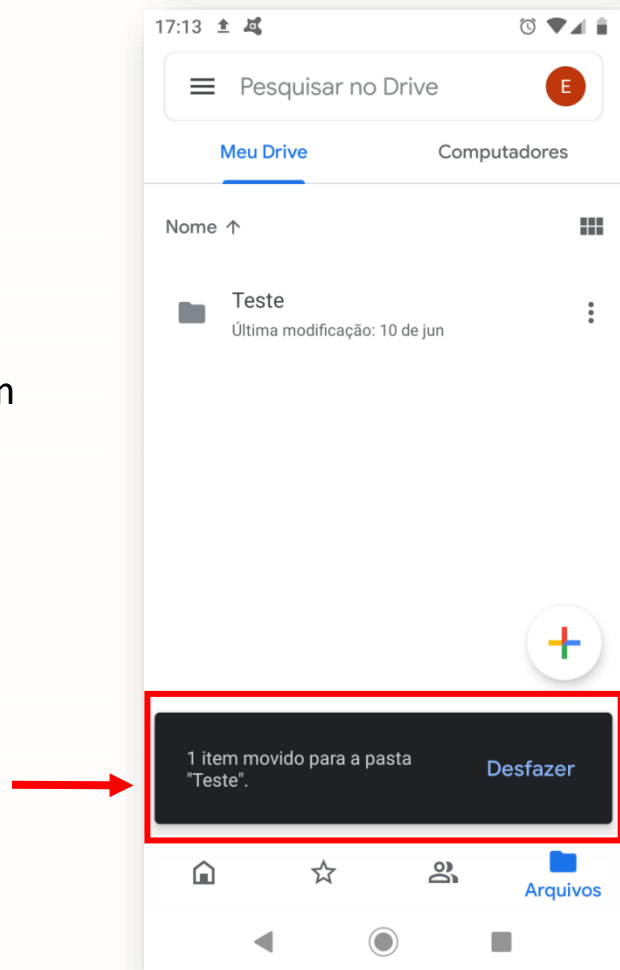 17:13
Pesquisar no Drive
E
Meu Drive
Computadores
Nome
Teste
Última modificação: 10 de jun
n
1 item movido para a pasta
"Teste".
Desfazer
Arquivos